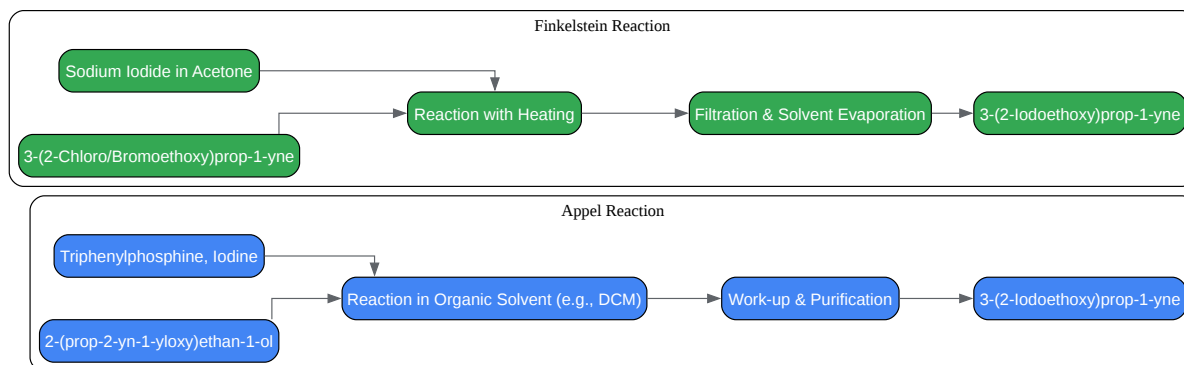 Finkelstein Reaction
Sodium Iodide in Acetone
3-(2-Chloro/Bromoethoxy)prop-1-yne
Reaction with Heating
Filtration & Solvent Evaporation
3-(2-Iodoethoxy)prop-1-yne
Appel Reaction
Triphenylphosphine, Iodine
2-(prop-2-yn-1-yloxy)ethan-1-ol
Reaction in Organic Solvent (e.g., DCM)
Work-up & Purification
3-(2-Iodoethoxy)prop-1-yne